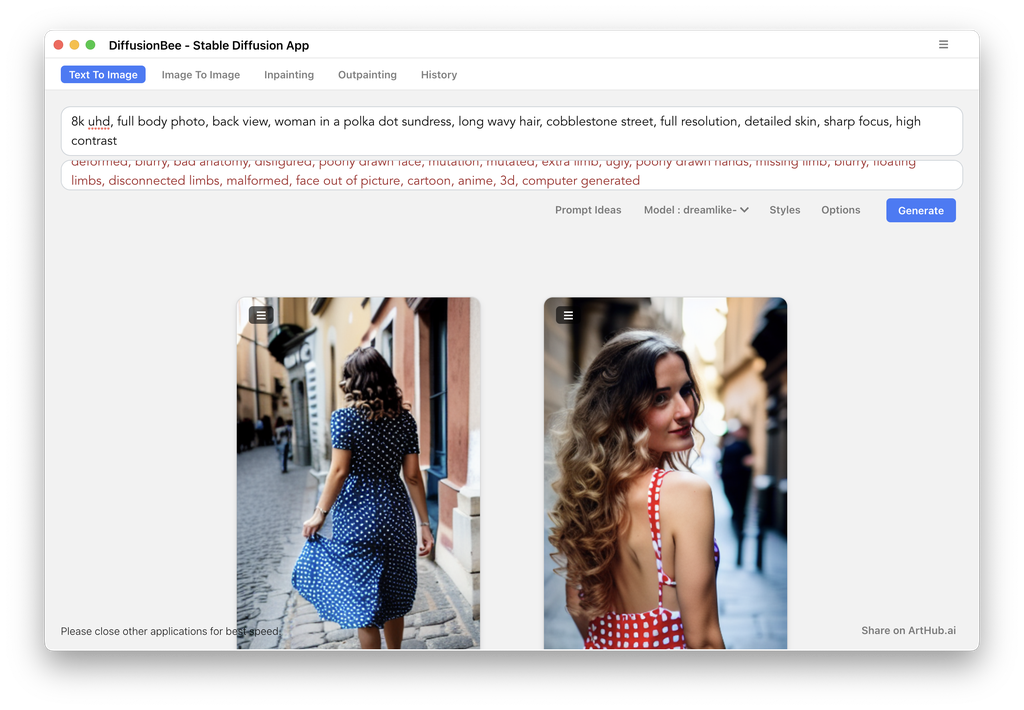 DiffusionBee - Stable Diffusion App
Text To Image Image To Image Inpainting Outpainting History
8k uhd, full body photo, back view, woman in a polka dot sundress, long wavy hair, cobblestone street, full resolution, detailed skin, sharp focus, high
contrast
deformed, blurry, bad anatomy, disfigured, poorly drawn face, mutation, mutated, extra limb, ugly, poorly drawn hands, missing limb, blurry, floating
limbs, disconnected limbs, malformed, face out of picture, cartoon, anime, 3d, computer generated
Prompt Ideas Model : dreamlike- Styles Options Generate
Please close other applications for best speed Share on ArtHub.ai